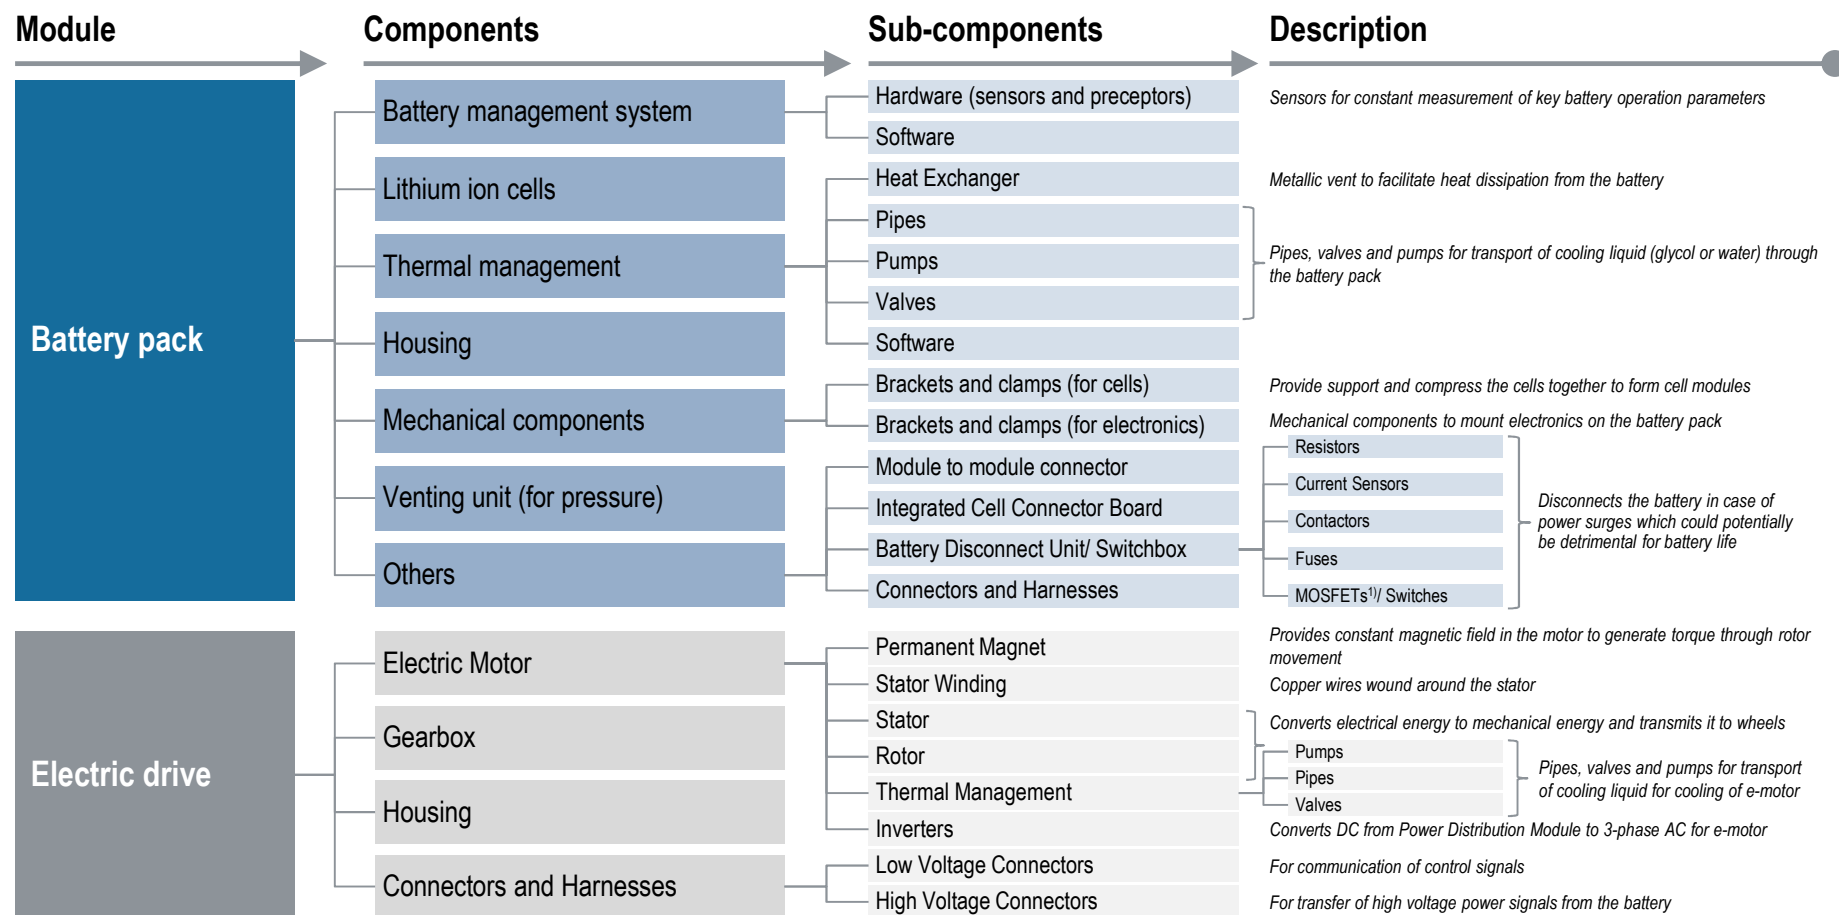 Module
Components
Sub-components
Description
Battery pack
Battery management system
Hardware (sensors and preceptors)
Sensors for constant measurement of key battery operation parameters
Software
Lithium ion cells
Thermal management
Heat Exchanger
Metallic vent to facilitate heat dissipation from the battery
Pipes
Pumps
Valves
Pipes, valves and pumps for transport of cooling liquid (glycol or water) through
the battery pack
Software
Housing
Mechanical components
Brackets and clamps (for cells)
Provide support and compress the cells together to form cell modules
Brackets and clamps (for electronics)
Mechanical components to mount electronics on the battery pack
Venting unit (for pressure)
Others
Module to module connector
Integrated Cell Connector Board
Battery Disconnect Unit/ Switchbox
Resistors
Current Sensors
Contactors
Fuses
MOSFETs1)/ Switches
Disconnects the battery in case of
power surges which could potentially
be detrimental for battery life
Connectors and Harnesses
Electric drive
Electric Motor
Permanent Magnet
Provides constant magnetic field in the motor to generate torque through rotor
movement
Stator Winding
Copper wires wound around the stator
Stator
Rotor
Converts electrical energy to mechanical energy and transmits it to wheels
Thermal Management
Pumps
Pipes
Valves
Pipes, valves and pumps for transport
of cooling liquid for cooling of e-motor
Inverters
Converts DC from Power Distribution Module to 3-phase AC for e-motor
Gearbox
Housing
Connectors and Harnesses
Low Voltage Connectors
For communication of control signals
High Voltage Connectors
For transfer of high voltage power signals from the battery